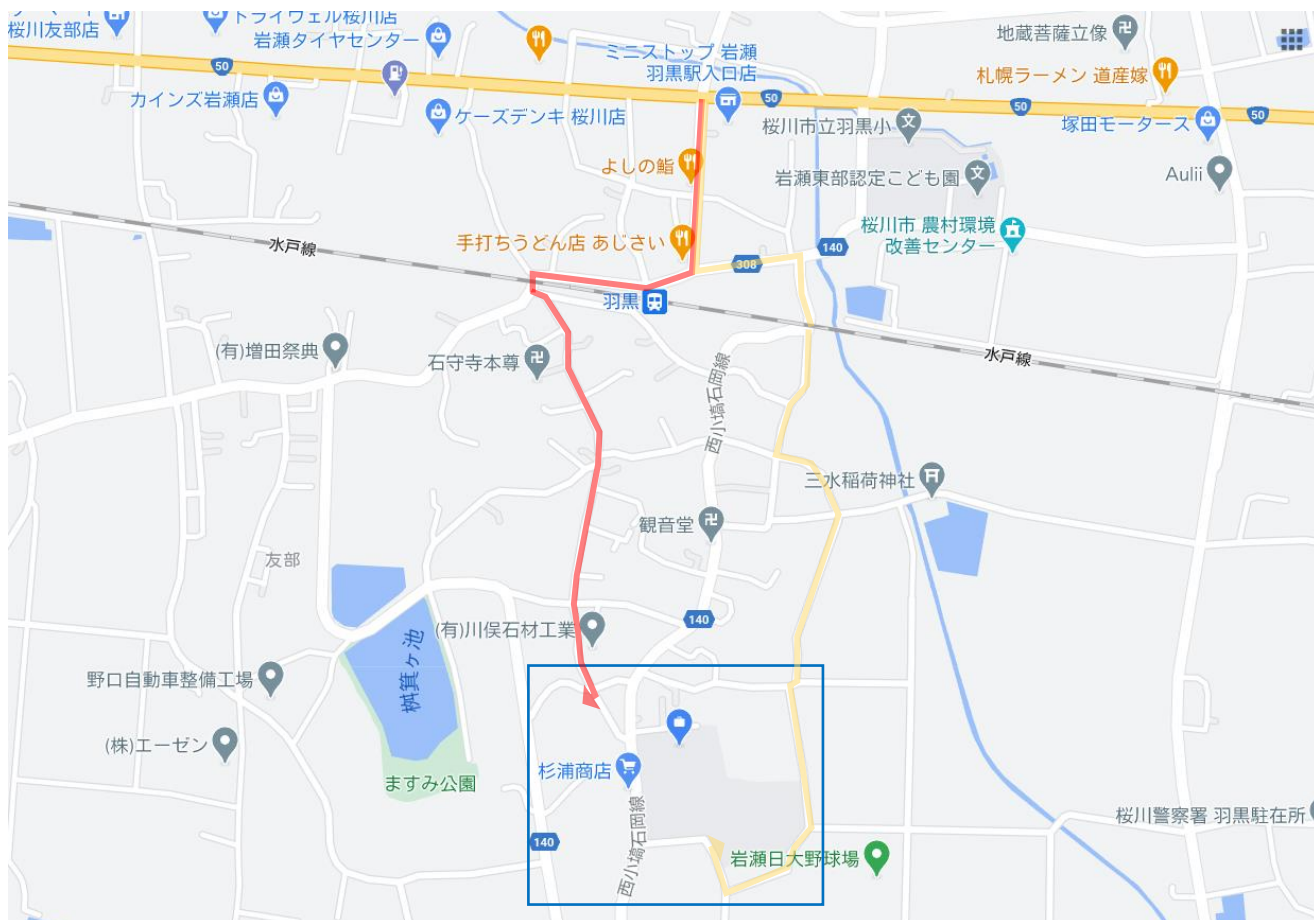 桜川友部店
トライウェル桜川店
岩瀬タイヤセンター
ミニストップ 岩瀬
羽黒駅入口店
地蔵菩薩立像
札幌ラーメン 道産嫁
50
カインズ岩瀬店
ケーズデンキ 桜川店
50
桜川市立羽黒小
50
塚田モータース
50
よしの鮨
岩瀬東部認定こども園
Aulii
手打ちうどん店 あじさい
桜川市 農村環境
改善センター
水戸線
308
140
羽黒
水戸線
(有)増田祭典
石守寺本尊
西小塙石岡線
三水稲荷神社
観音堂
友部
140
(有)川俣石材工業
桝箕ヶ池
野口自動車整備工場
(株)エーゼン
杉浦商店
ますみ公園
西小塙石岡線
140
岩瀬日大野球場
桜川警察署 羽黒駐在所